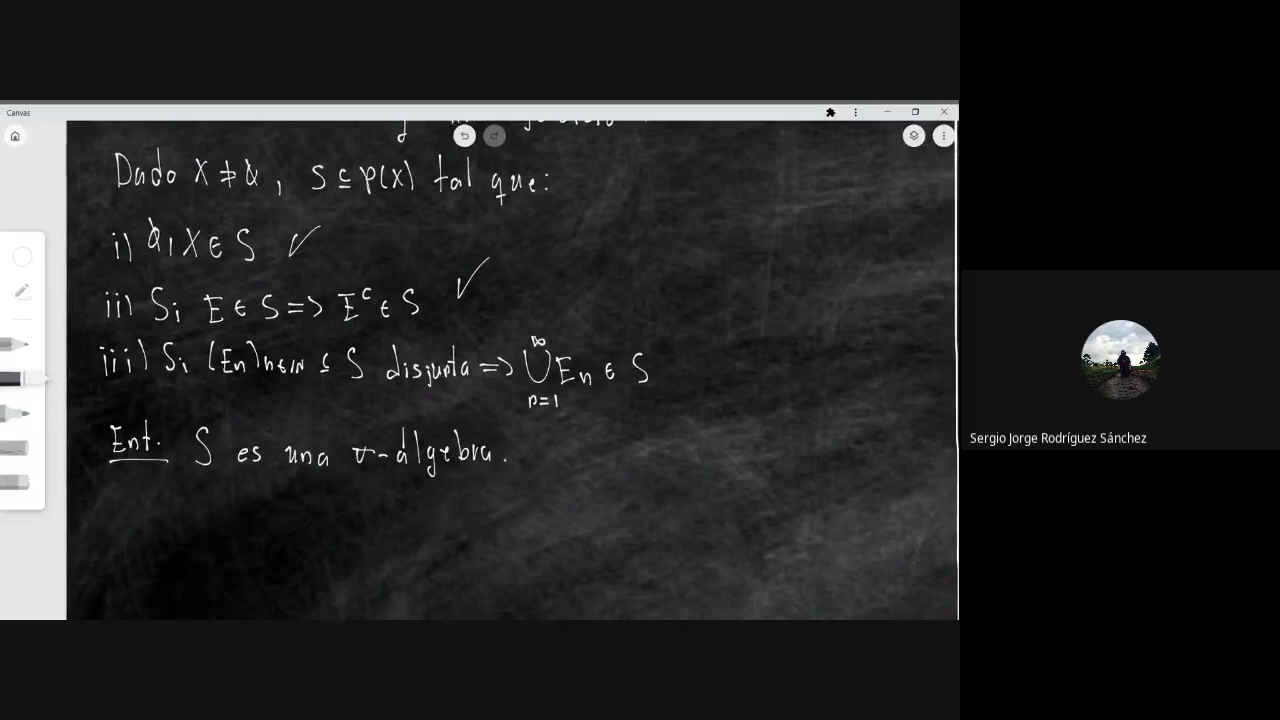 Canvas
Dado X ≠ ∅, S ⊆ P(X) tal que:
i) ∅, X ∈ S ✓
ii) Si E ∈ S => E^c ∈ S ✓
iii) Si (En)n∈IN ⊆ S disjunta => ∞⋃n=1 En ∈ S
Ent. S es una σ-álgebra.
Sergio Jorge Rodríguez Sánchez